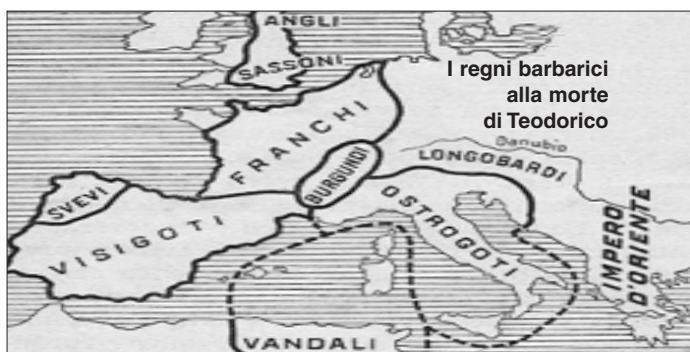 ANGLI
SASSONI
I regni barbarici
alla morte
di Teodorico
FRANCHI
Danubio
LONGOBARDI
BURGUNDI
SVEVI
VISIGOTI
OSTROGOTI
IMPERO
D'ORIENTE
VANDALI